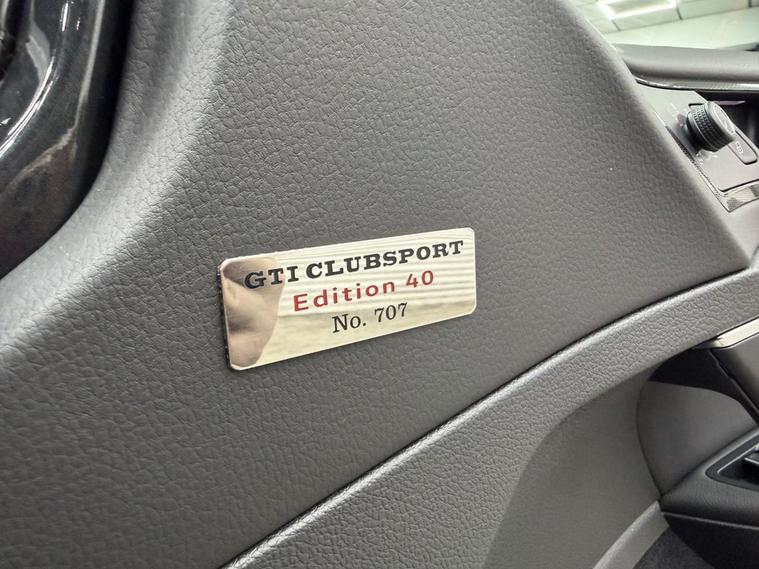 GTI CLUBSPORT
Edition 40
No. 707